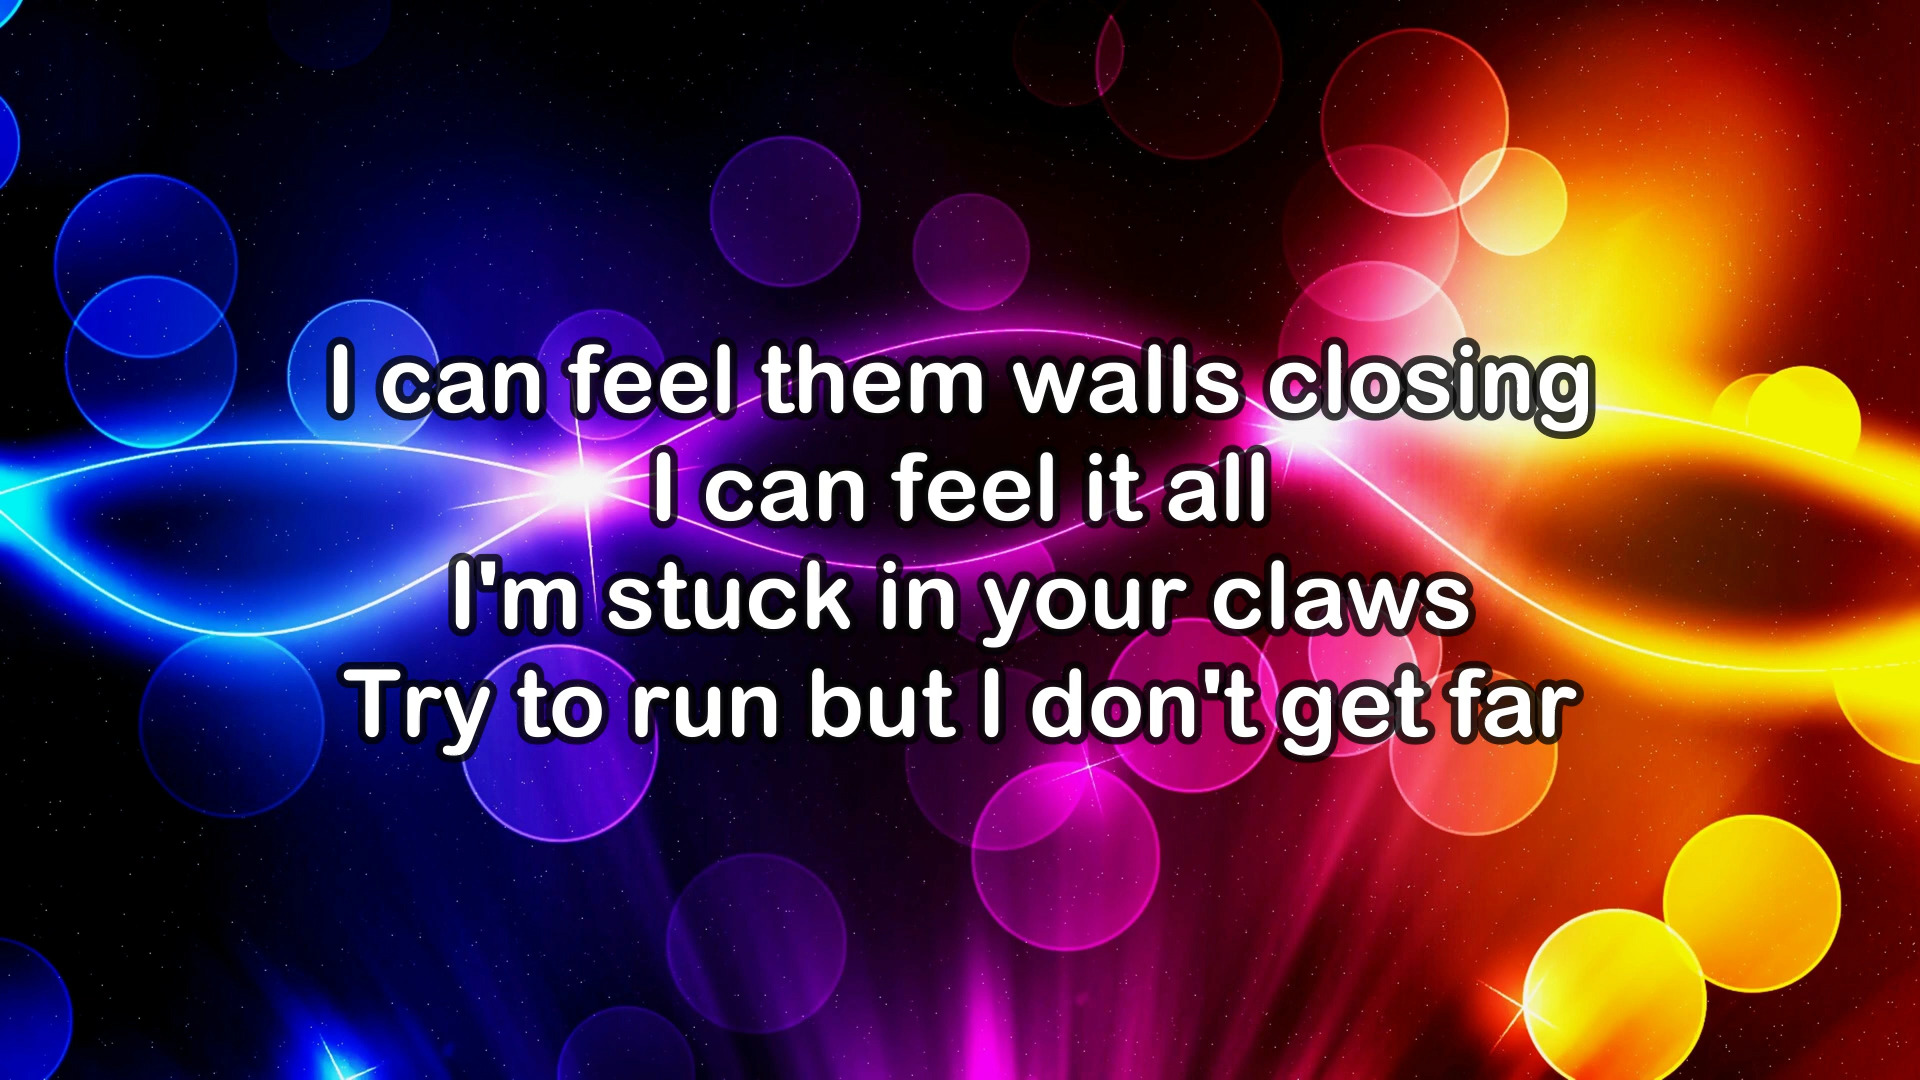 I can feel them walls closing
I can feel it all
I'm stuck in your claws
Try to run but I don't get far